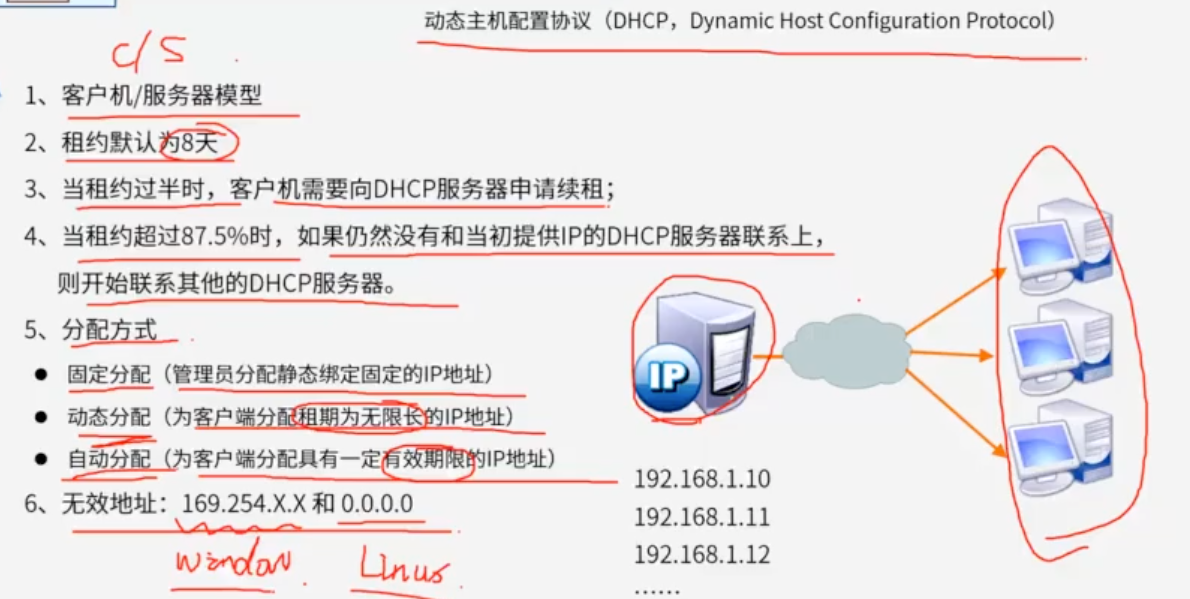 动态主机配置协议（DHCP，Dynamic Host Configuration Protocol）
C/S
1、客户机/服务器模型
2、租约默认为8天
3、当租约过半时，客户机需要向DHCP服务器申请续租；
4、当租约超过87.5%时，如果仍然没有和当初提供IP的DHCP服务器联系上，
则开始联系其他的DHCP服务器。
5、分配方式
● 固定分配（管理员分配静态绑定固定的IP地址）
● 动态分配（为客户端分配租期为无限长的IP地址）
● 自动分配（为客户端分配具有一定有效期限的IP地址）
6、无效地址：169.254.X.X 和 0.0.0.0
Window Linus
IP
192.168.1.10
192.168.1.11
192.168.1.12
……